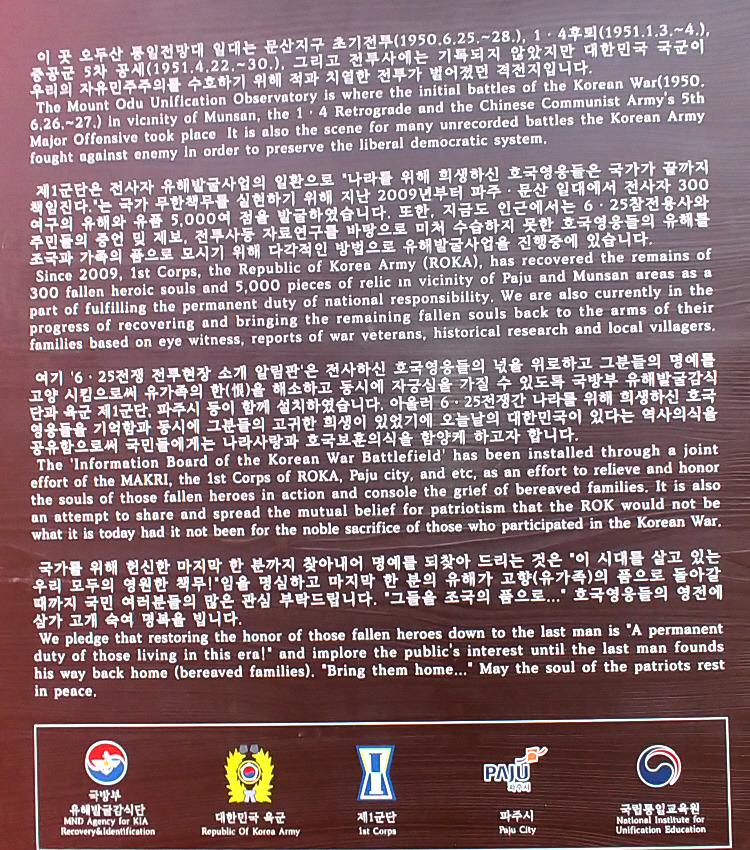 이 곳 오두산 통일전망대 일대는 문산지구 초기전투(1950.6.25.~28.), 1·4후퇴(1951.1.3.~4.),
중공군 5차 공세(1951.4.22.~30.), 그리고 전투사에는 기록되지 않았지만 대한민국 국군이
우리의 자유민주주의를 수호하기 위해 적과 치열한 전투가 벌어졌던 격전지입니다.
The Mount Odu Unification Observatory is where the initial battles of the Korean War(1950.
6.26.~27.) in vicinity of Munsan, the 1·4 Retrograde and the Chinese Communist Army's 5th
Major Offensive took place It is also the scene for many unrecorded battles the Korean Army
fought against enemy in order to preserve the liberal democratic system.
제1군단은 전사자 유해발굴사업의 일환으로 "나라를 위해 희생하신 호국영웅들은 국가가 끝까지
책임진다."는 국가 무한책무를 실현하기 위해 지난 2009년부터 파주·문산 일대에서 전사자 300
여구의 유해와 유품 5,000여 점을 발굴하였습니다. 또한, 지금도 인근에서는 6·25참전용사와
주민들의 증언 및 제보, 전투사등 자료연구를 바탕으로 미처 수습하지 못한 호국영웅들의 유해를
조국과 가족의 품으로 모시기 위해 다각적인 방법으로 유해발굴사업을 진행중에 있습니다.
Since 2009, 1st Corps, the Republic of Korea Army (ROKA), has recovered the remains of
300 fallen heroic souls and 5,000 pieces of relic in vicinity of Paju and Munsan areas as a
part of fulfilling the permanent duty of national responsibility. We are also currently in the
progress of recovering and bringing the remaining fallen souls back to the arms of their
families based on eye witness, reports of war veterans, historical research and local villagers.
여기 '6·25전쟁 전투현장 소개 알림판'은 전사하신 호국영웅들의 넋을 위로하고 그분들의 명예를
고양 시킴으로써 유가족의 한(恨)을 해소하고 동시에 자긍심을 가질 수 있도록 국방부 유해발굴감식
단과 육군 제1군단, 파주시 등이 함께 설치하였습니다. 아울러 6·25전쟁간 나라를 위해 희생하신 호국
영웅들을 기억함과 동시에 그분들의 고귀한 희생이 있었기에 오늘날의 대한민국이 있다는 역사의식을
공유함으로써 국민들에게는 나라사랑과 호국보훈의식을 함양케 하고자 합니다.
The 'Information Board of the Korean War Battlefield' has been installed through a joint
effort of the MAKRI, the 1st Corps of ROKA, Paju city, and etc, as an effort to relieve and honor
the souls of those fallen heroes in action and console the grief of bereaved families. It is also
an attempt to share and spread the mutual belief for patriotism that the ROK would not be
what it is today had it not been for the noble sacrifice of those who participated in the Korean War.
국가를 위해 헌신한 마지막 한 분까지 찾아내어 명예를 되찾아 드리는 것은 "이 시대를 살고 있는
우리 모두의 영원한 책무!"임을 명심하고 마지막 한 분의 유해가 고향(유가족)의 품으로 돌아갈
때까지 국민 여러분들의 많은 관심 부탁드립니다. "그들을 조국의 품으로..." 호국영웅들의 영전에
삼가 고개 숙여 명복을 빕니다.
We pledge that restoring the honor of those fallen heroes down to the last man is "A permanent
duty of those living in this era!" and implore the public's interest until the last man founds
his way back home (bereaved families). "Bring them home..." May the soul of the patriots rest
in peace.
국방부
유해발굴감식단
MND Agency for KIA
Recovery&Identification
대한민국 육군
Republic Of Korea Army
제1군단
1st Corps
PAJU
파주시
파주시
Paju City
국립통일교육원
National Institute for
Unification Education